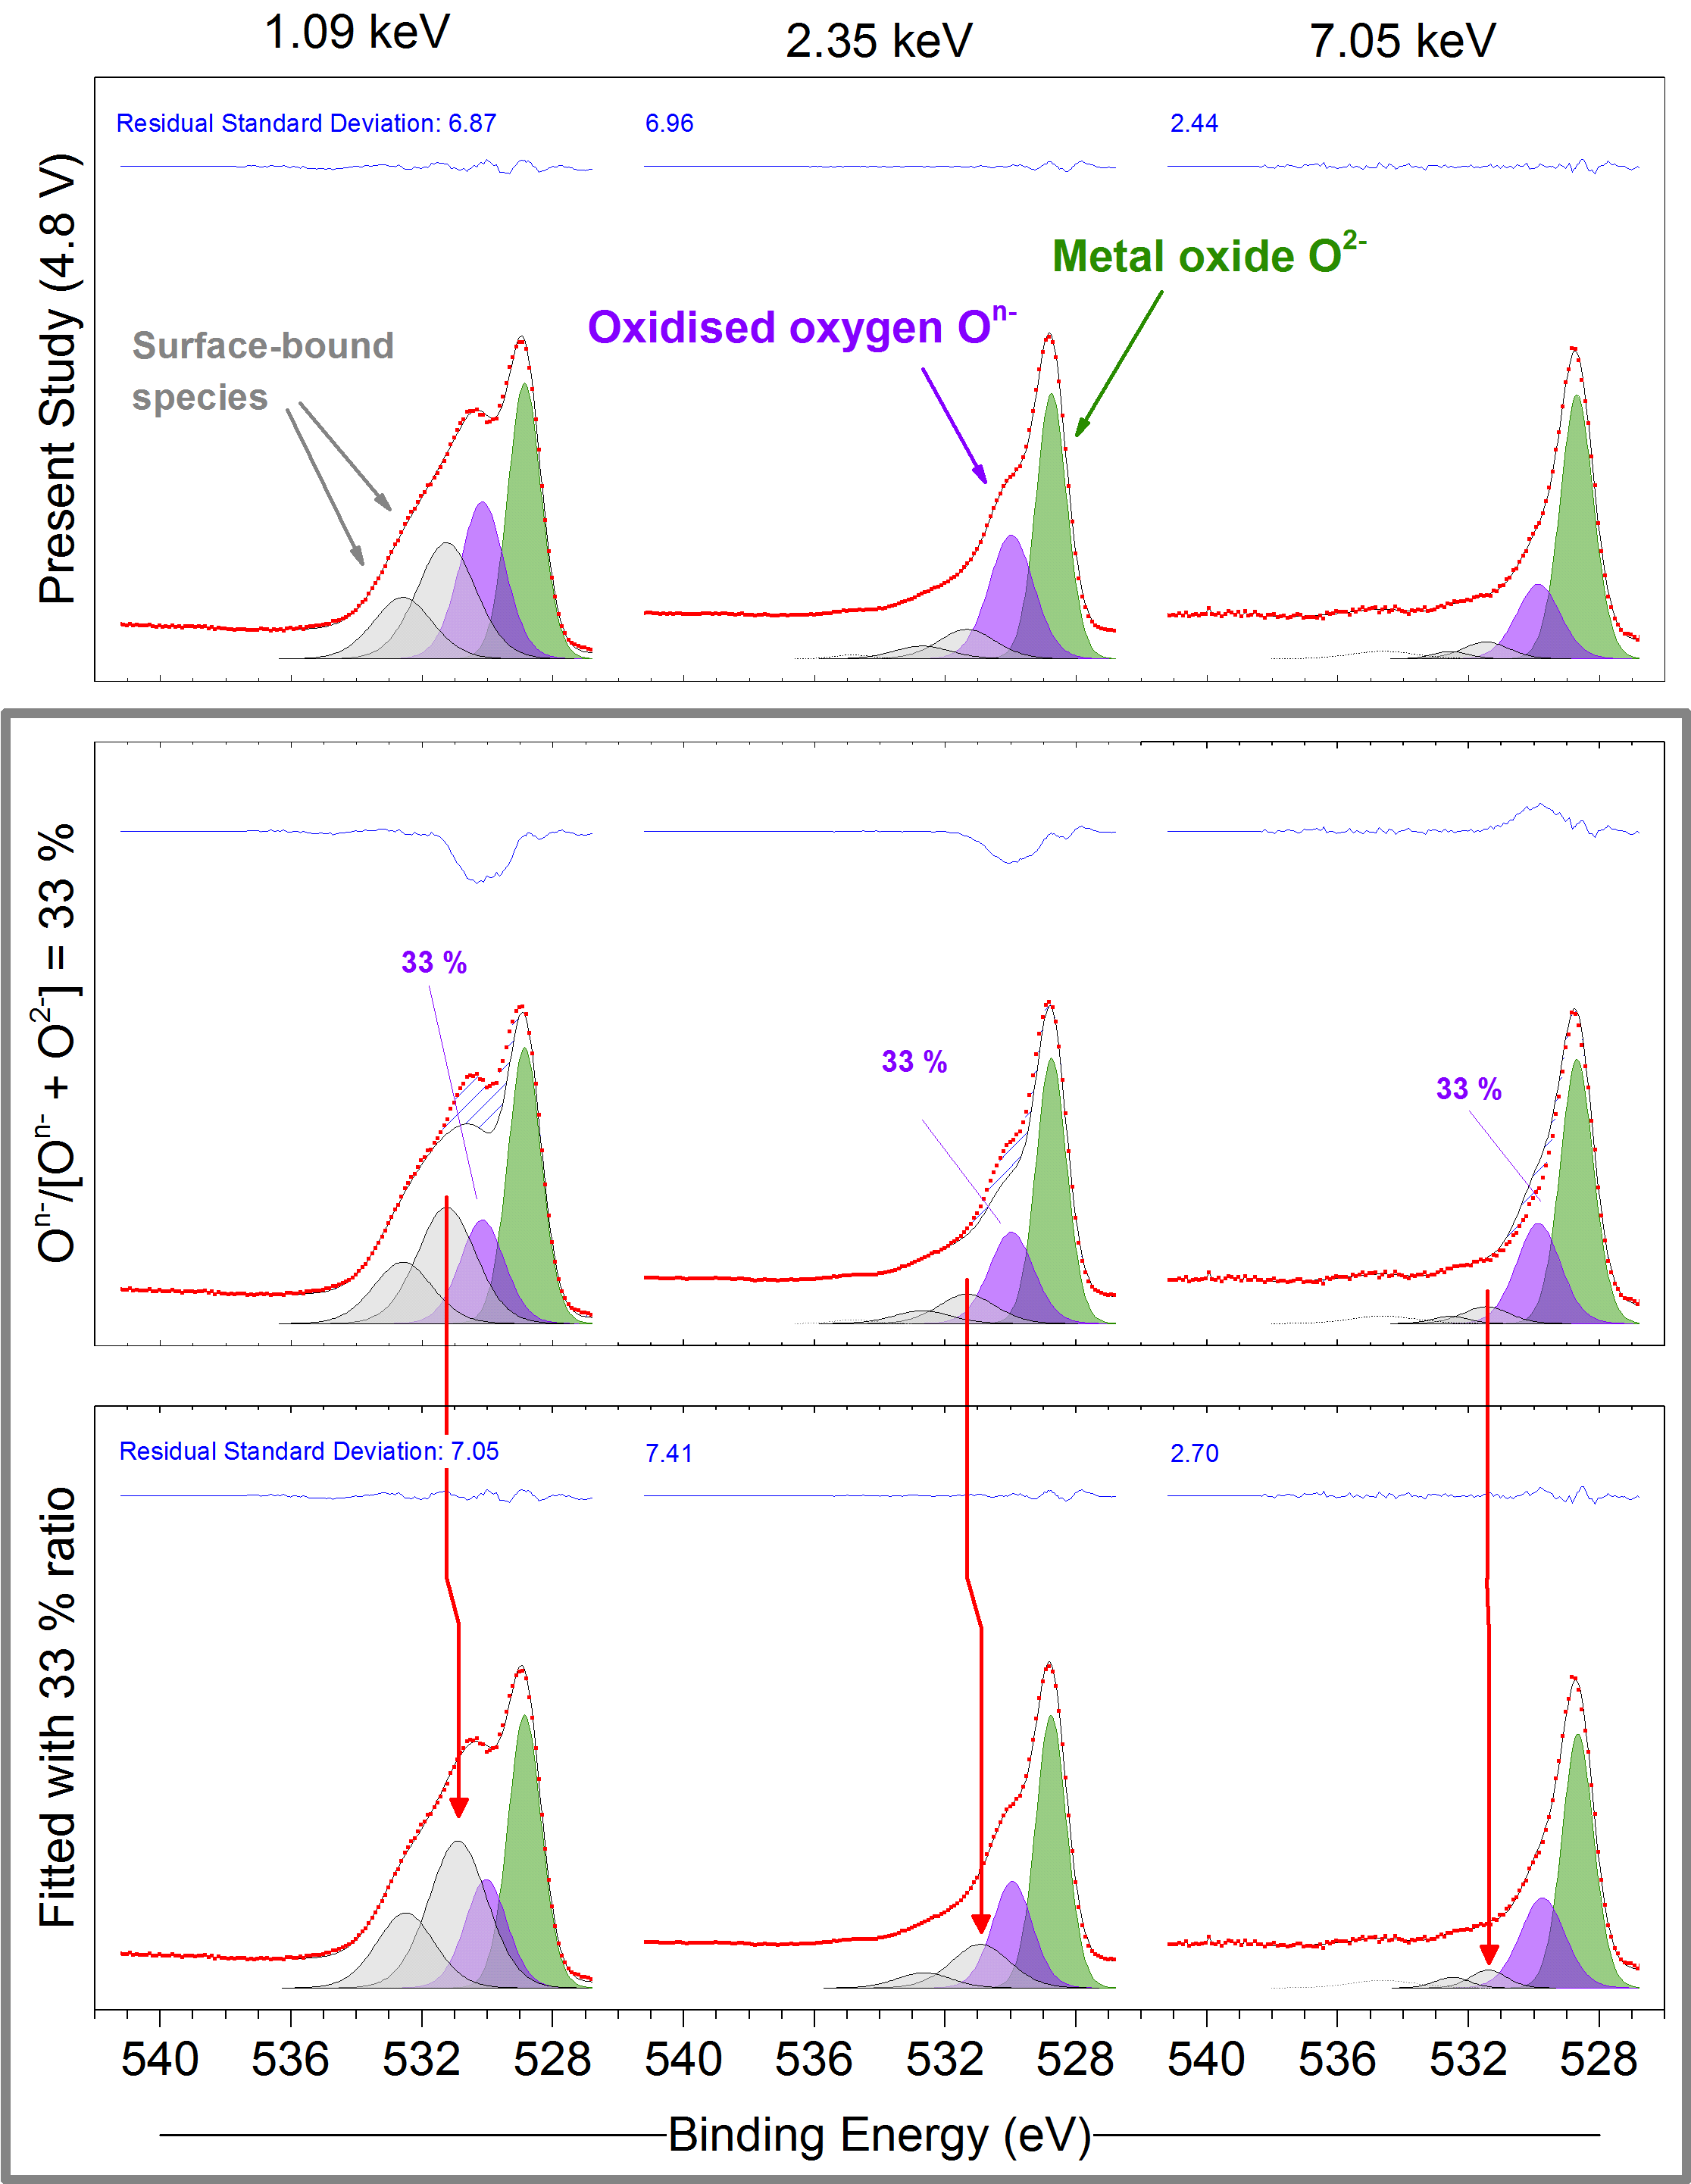 1.09 keV
2.35 keV
7.05 keV
Present Study (4.8 V)
Residual Standard Deviation: 6.87
6.96
2.44
Metal oxide O²⁻
Oxidised oxygen Oⁿ⁻
Surface-bound
species
Oⁿ⁻/[Oⁿ⁻ + O²⁻] = 33 %
33 %
33 %
33 %
Fitted with 33 % ratio
Residual Standard Deviation: 7.05
7.41
2.70
540 536 532 528 540 536 532 528 540 536 532 528
Binding Energy (eV)